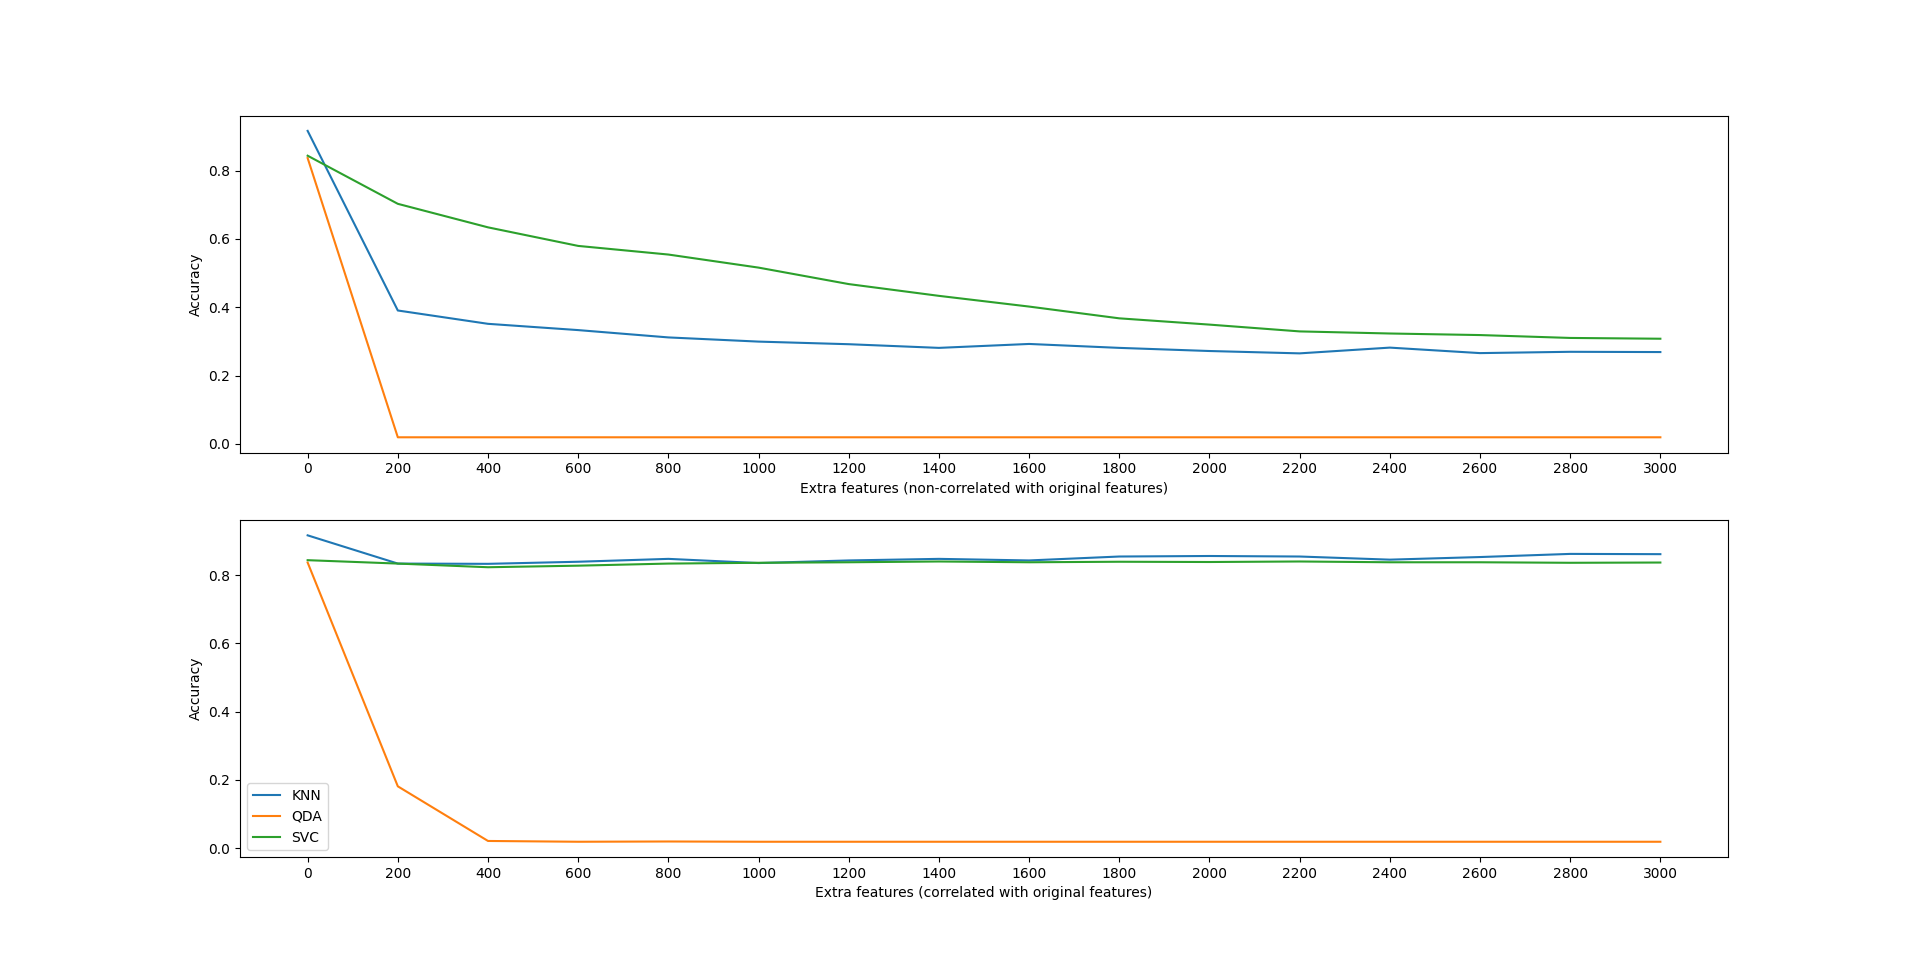 Accuracy
0.8
0.6
0.4
0.2
0.0
0 200 400 600 800 1000 1200 1400 1600 1800 2000 2200 2400 2600 2800 3000
Extra features (non-correlated with original features)
Accuracy
0.8
0.6
0.4
0.2
0.0
KNN
QDA
SVC
0 200 400 600 800 1000 1200 1400 1600 1800 2000 2200 2400 2600 2800 3000
Extra features (correlated with original features)